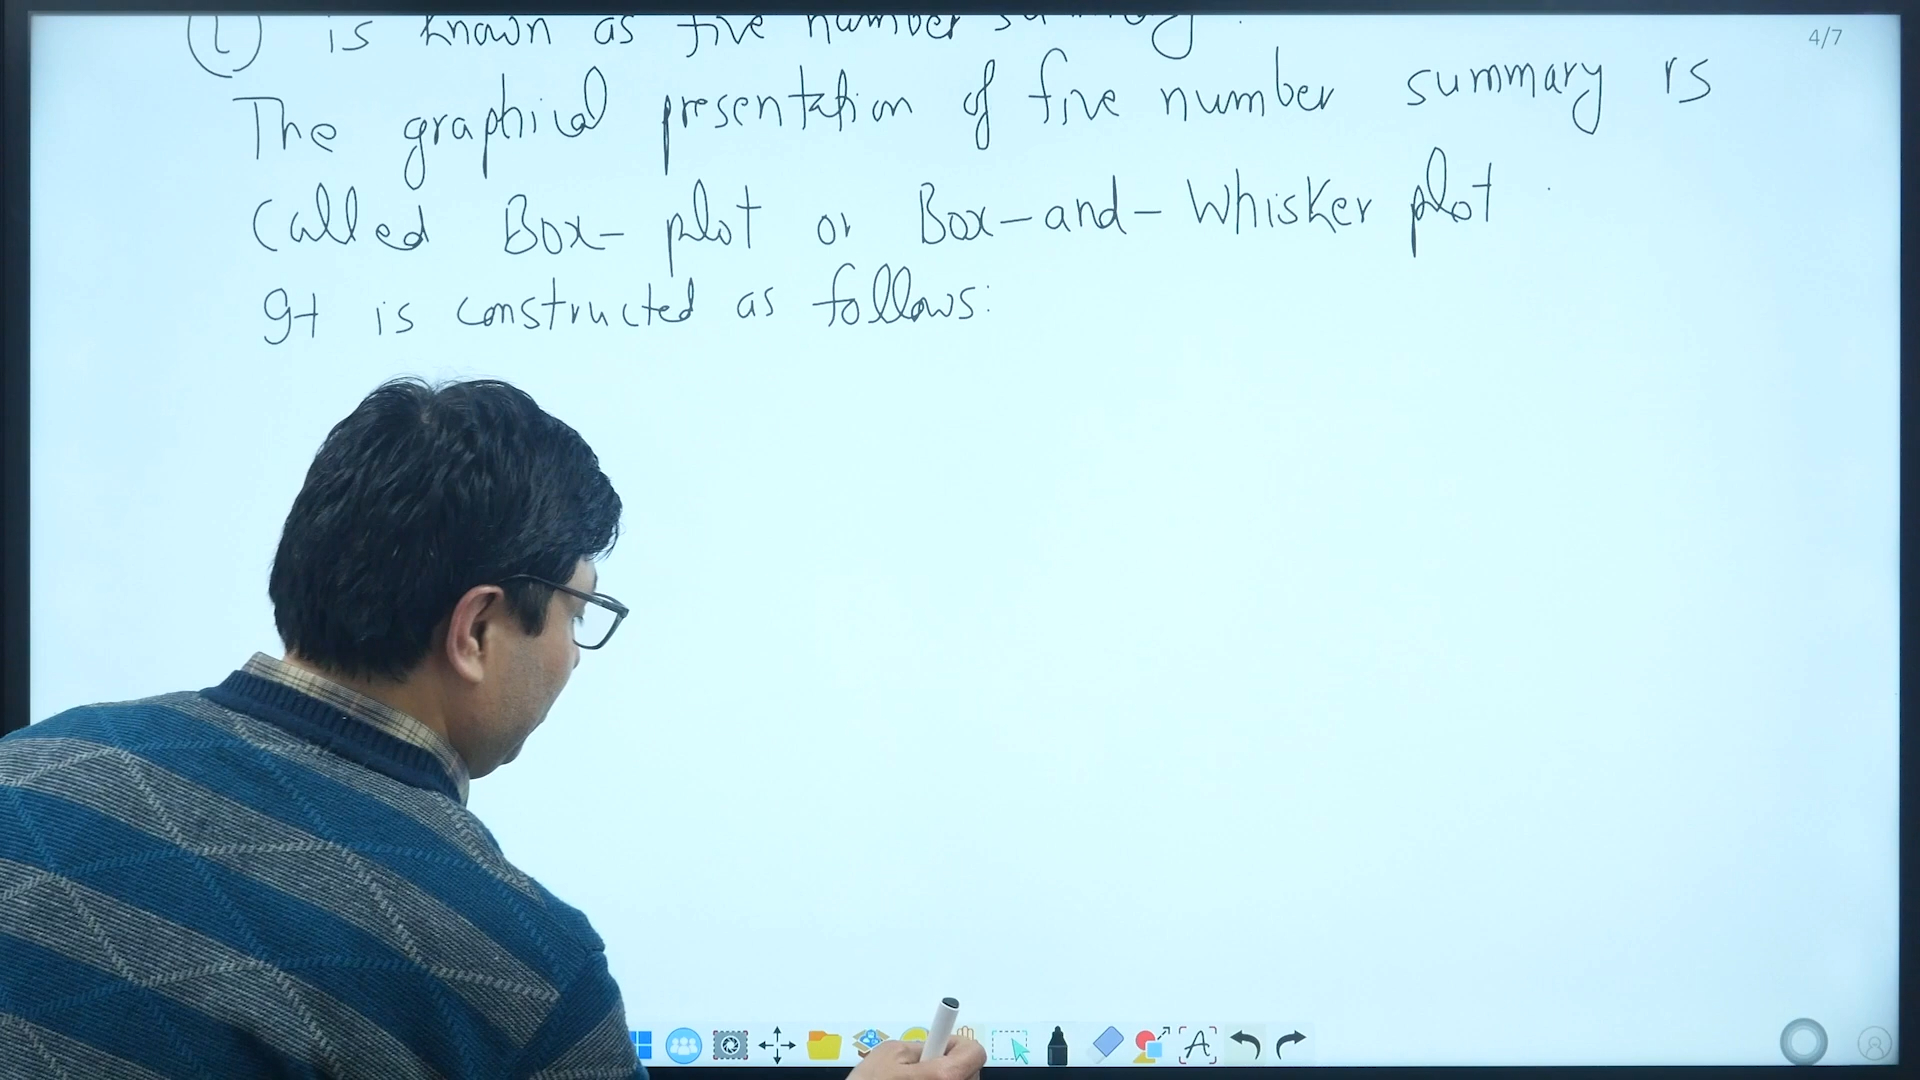 4/7
(L) is known as five number summary.
The graphical presentation of five number summary is
called Box-plot or Box-and-Whisker plot.
It is constructed as follows:
A